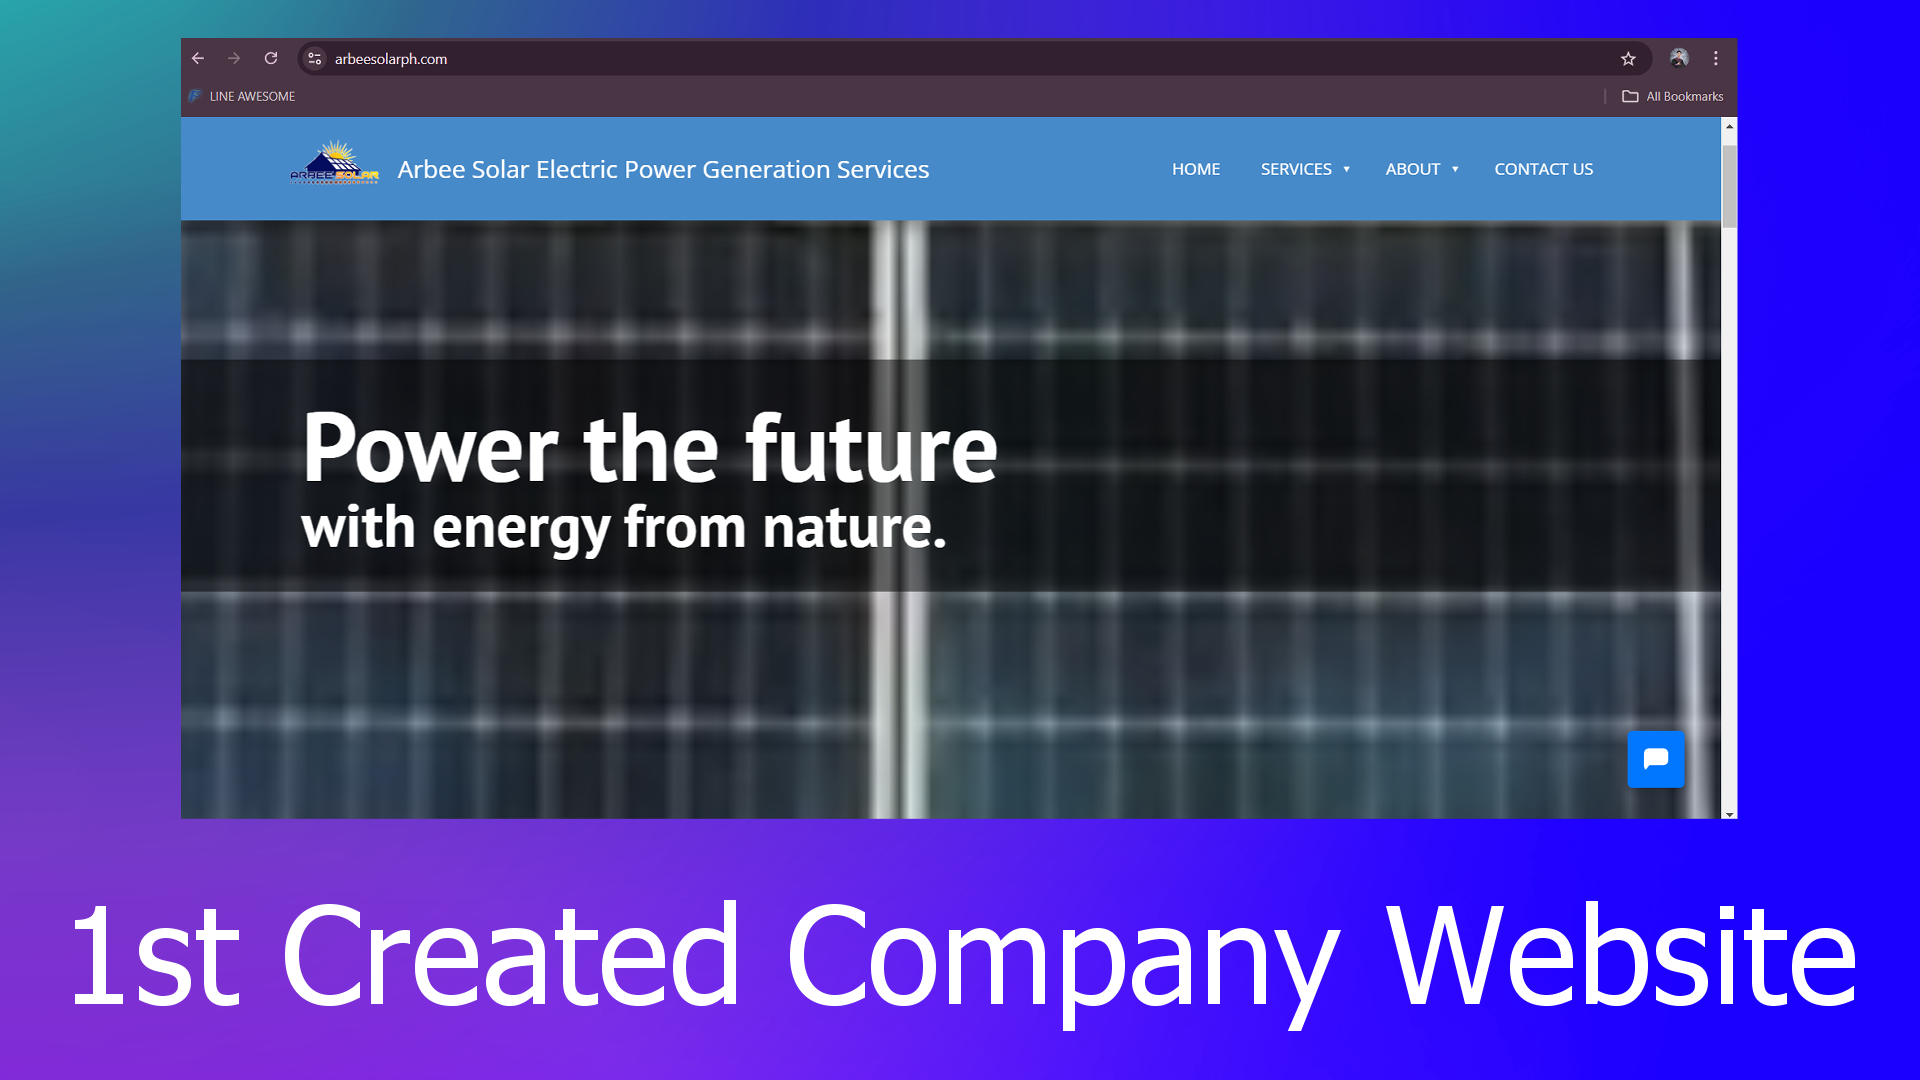 arbeesolarph.com
LINE AWESOME
All Bookmarks
ARBEE SOLAR
Arbee Solar Electric Power Generation Services
HOME
SERVICES
ABOUT
CONTACT US
Power the future
with energy from nature.
1st Created Company Website